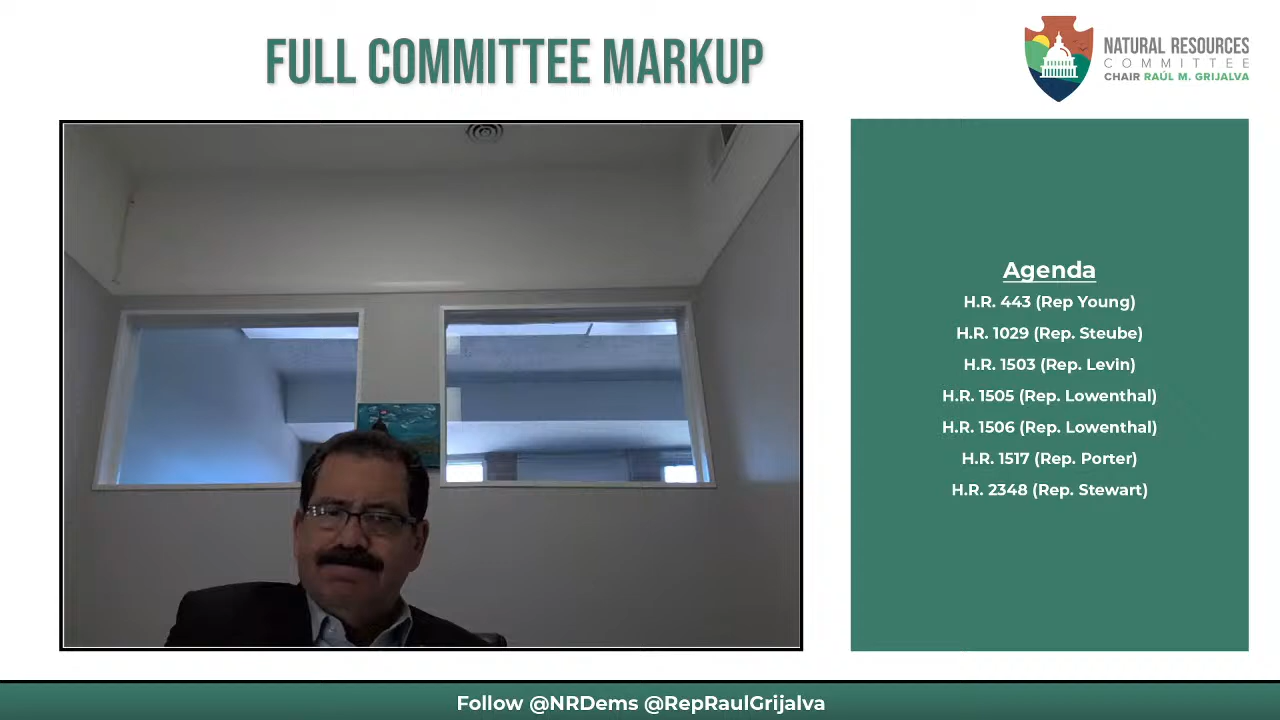 FULL COMMITTEE MARKUP
NATURAL RESOURCES
COMMITTEE
CHAIR RAÚL M. GRIJALVA
Agenda
H.R. 443 (Rep Young)
H.R. 1029 (Rep. Steube)
H.R. 1503 (Rep. Levin)
H.R. 1505 (Rep. Lowenthal)
H.R. 1506 (Rep. Lowenthal)
H.R. 1517 (Rep. Porter)
H.R. 2348 (Rep. Stewart)
Follow @NRDems @RepRaulGrijalva